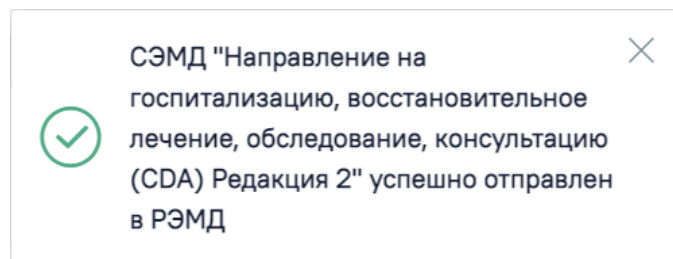 СЭМД "Направление на
госпитализацию, восстановительное
лечение, обследование, консультацию
(CDA) Редакция 2" успешно отправлен
в РЭМД